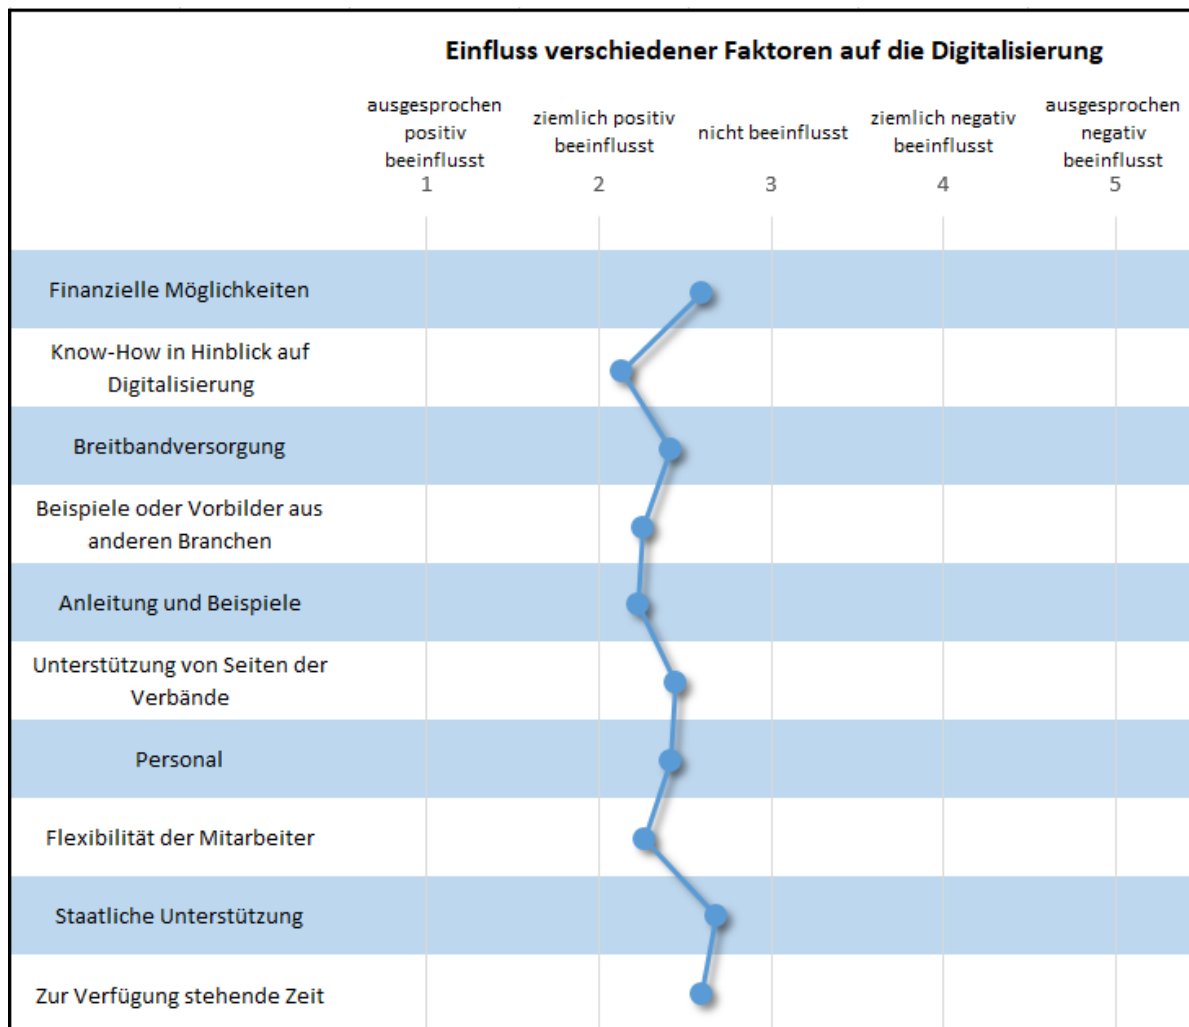 Einfluss verschiedener Faktoren auf die Digitalisierung
ausgesprochen
positiv
beeinflusst
ziemlich positiv
beeinflusst
nicht beeinflusst
ziemlich negativ
beeinflusst
ausgesprochen
negativ
beeinflusst
1 2 3 4 5
Finanzielle Möglichkeiten
Know-How in Hinblick auf
Digitalisierung
Breitbandversorgung
Beispiele oder Vorbilder aus
anderen Branchen
Anleitung und Beispiele
Unterstützung von Seiten der
Verbände
Personal
Flexibilität der Mitarbeiter
Staatliche Unterstützung
Zur Verfügung stehende Zeit